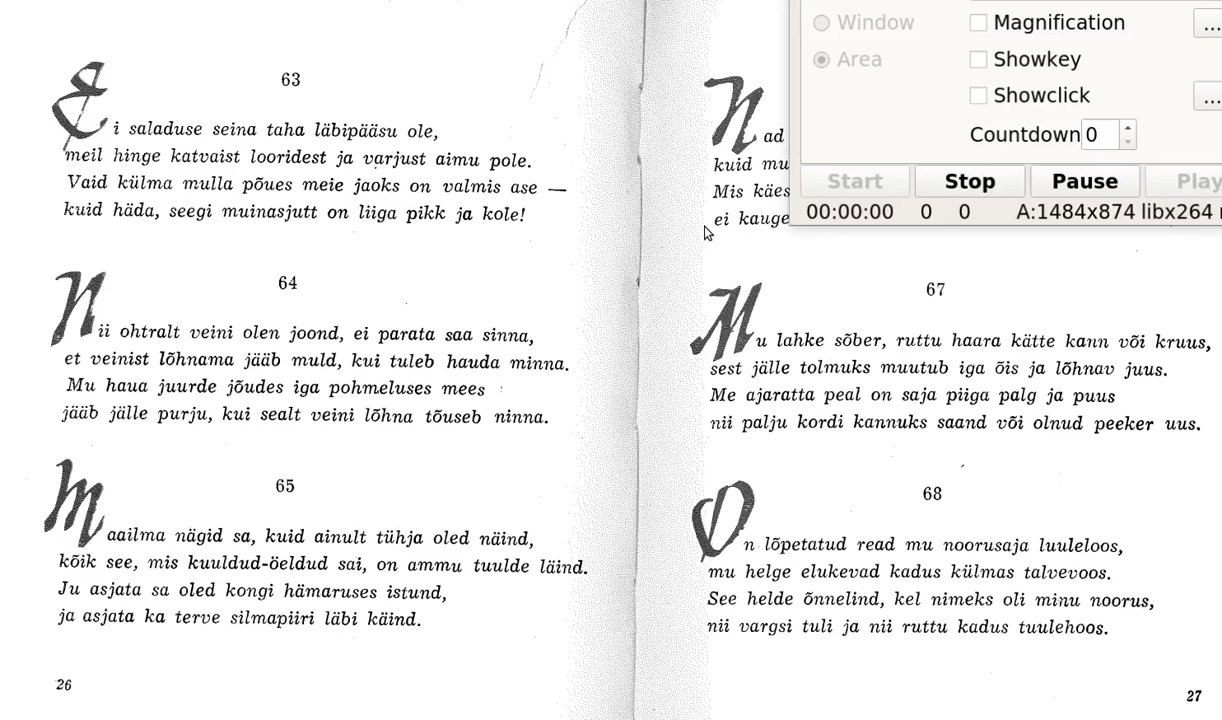 63
Ei saladuse seina taha läbipääsu ole,
meil hinge katvaist looridest ja varjust aimu pole.
Vaid külma mulla põues meie jaoks on valmis ase —
kuid häda, seegi muinasjutt on liiga pikk ja kole!
64
Nii ohtralt veini olen joond, ei parata saa sinna,
et veinist lõhnama jääb muld, kui tuleb hauda minna.
Mu haua juurde jõudes iga pohmeluses mees
jääb jälle purju, kui sealt veini lõhna tõuseb ninna.
65
Maailma nägid sa, kuid ainult tühja oled näind,
kõik see, mis kuuldud-öeldud sai, on ammu tuulde läind.
Ju asjata sa oled kongi hämaruses istund,
ja asjata ka terve silmapiiri läbi käind.
26
Nad
kuid mu
Mis käes
ei kauge
67
Mu lahke sõber, ruttu haara kätte kann või kruus,
sest jälle tolmuks muutub iga õis ja lõhnav juus.
Me ajaratta peal on saja piiga palg ja puus
nii palju kordi kannuks saand või olnud peeker uus.
68
On lõpetatud read mu noorusaja luuleloos,
mu helge elukevad kadus külmas talvevoos.
See helde õnnelind, kel nimeks oli minu noorus,
nii vargsi tuli ja nii ruttu kadus tuulehoos.
27
Window
Magnification
...
Area
Showkey
Showclick
...
Countdown 0
Start Stop Pause Play
00:00:00 0 0 A:1484x874 libx264